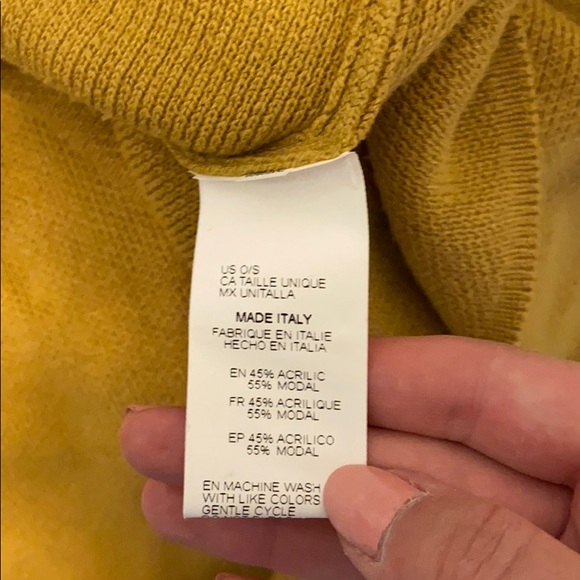 US O/S
CA TAILLE UNIQUE
MX UNITALLA
MADE ITALY
FABRIQUE EN ITALIE
HECHO EN ITALIA
EN 45% ACRILIC
55% MODAL
FR 45% ACRILIQUE
55% MODAL
EP 45% ACRILICO
55% MODAL
EN MACHINE WASH
WITH LIKE COLORS
GENTLE CYCLE